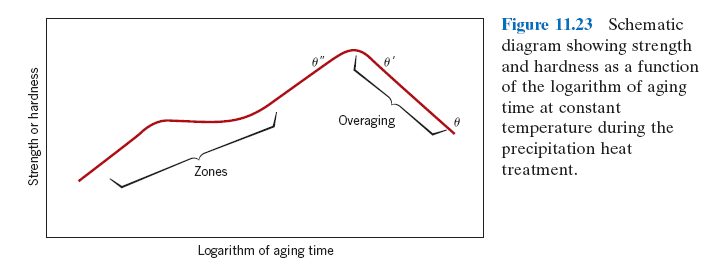 Strength or hardness
θ"
θ'
Overaging
θ
Zones
Logarithm of aging time
Figure 11.23 Schematic
diagram showing strength
and hardness as a function
of the logarithm of aging
time at constant
temperature during the
precipitation heat
treatment.